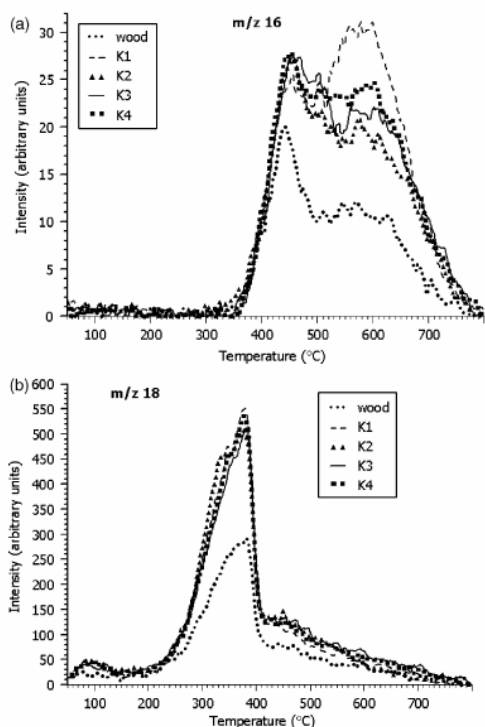 (a)
m/z 16
wood
K1
K2
K3
K4
Intensity (arbitrary units)
30
25
20
15
10
5
0
100 200 300 400 500 600 700
Temperature (°C)
(b)
m/z 18
wood
K1
K2
K3
K4
Intensity (arbitrary units)
600
550
500
450
400
350
300
250
200
150
100
50
0
100 200 300 400 500 600 700 800
Temperature (°C)